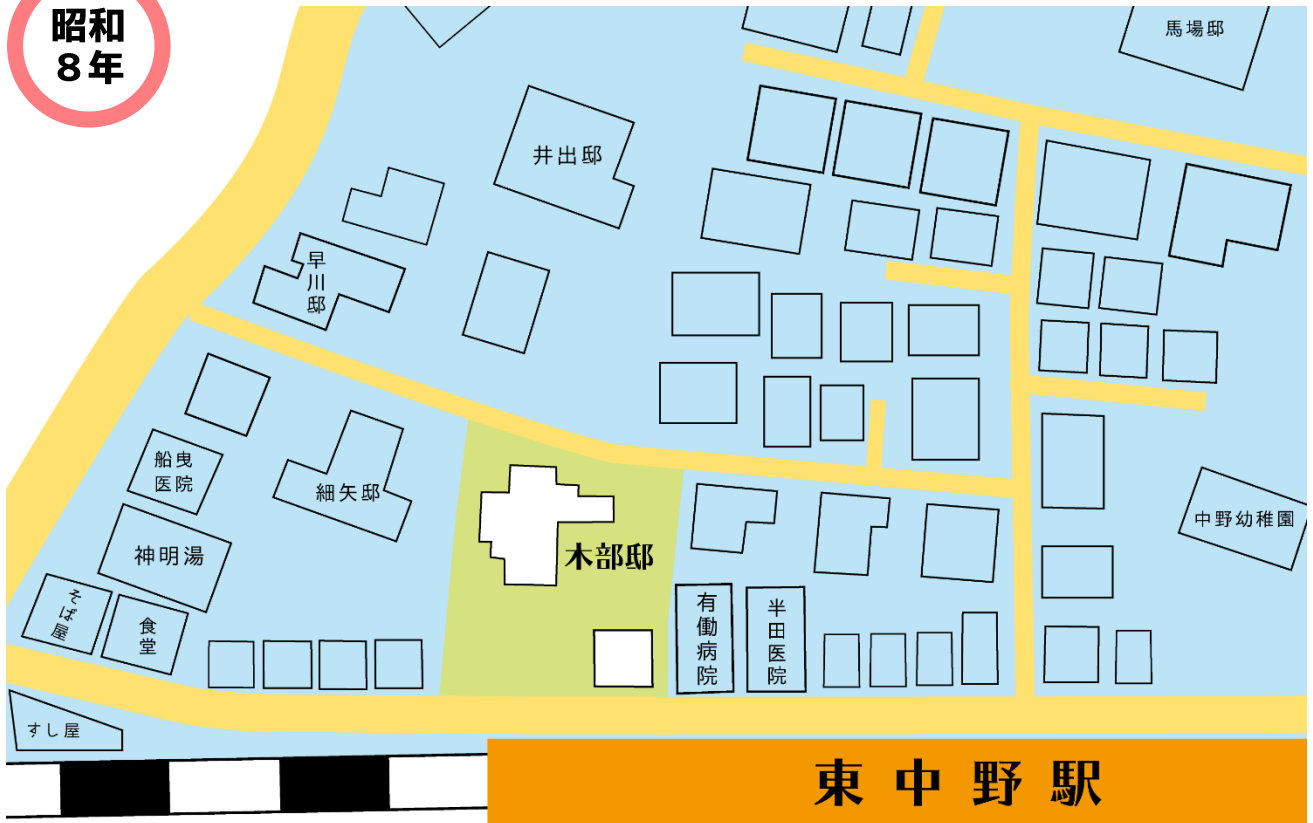 昭和
8年
馬場邸
井出邸
早川邸
船曳
医院
細矢邸
神明湯
木部邸
中野幼稚園
そば屋
食堂
有働病院
半田医院
すし屋
東中野駅